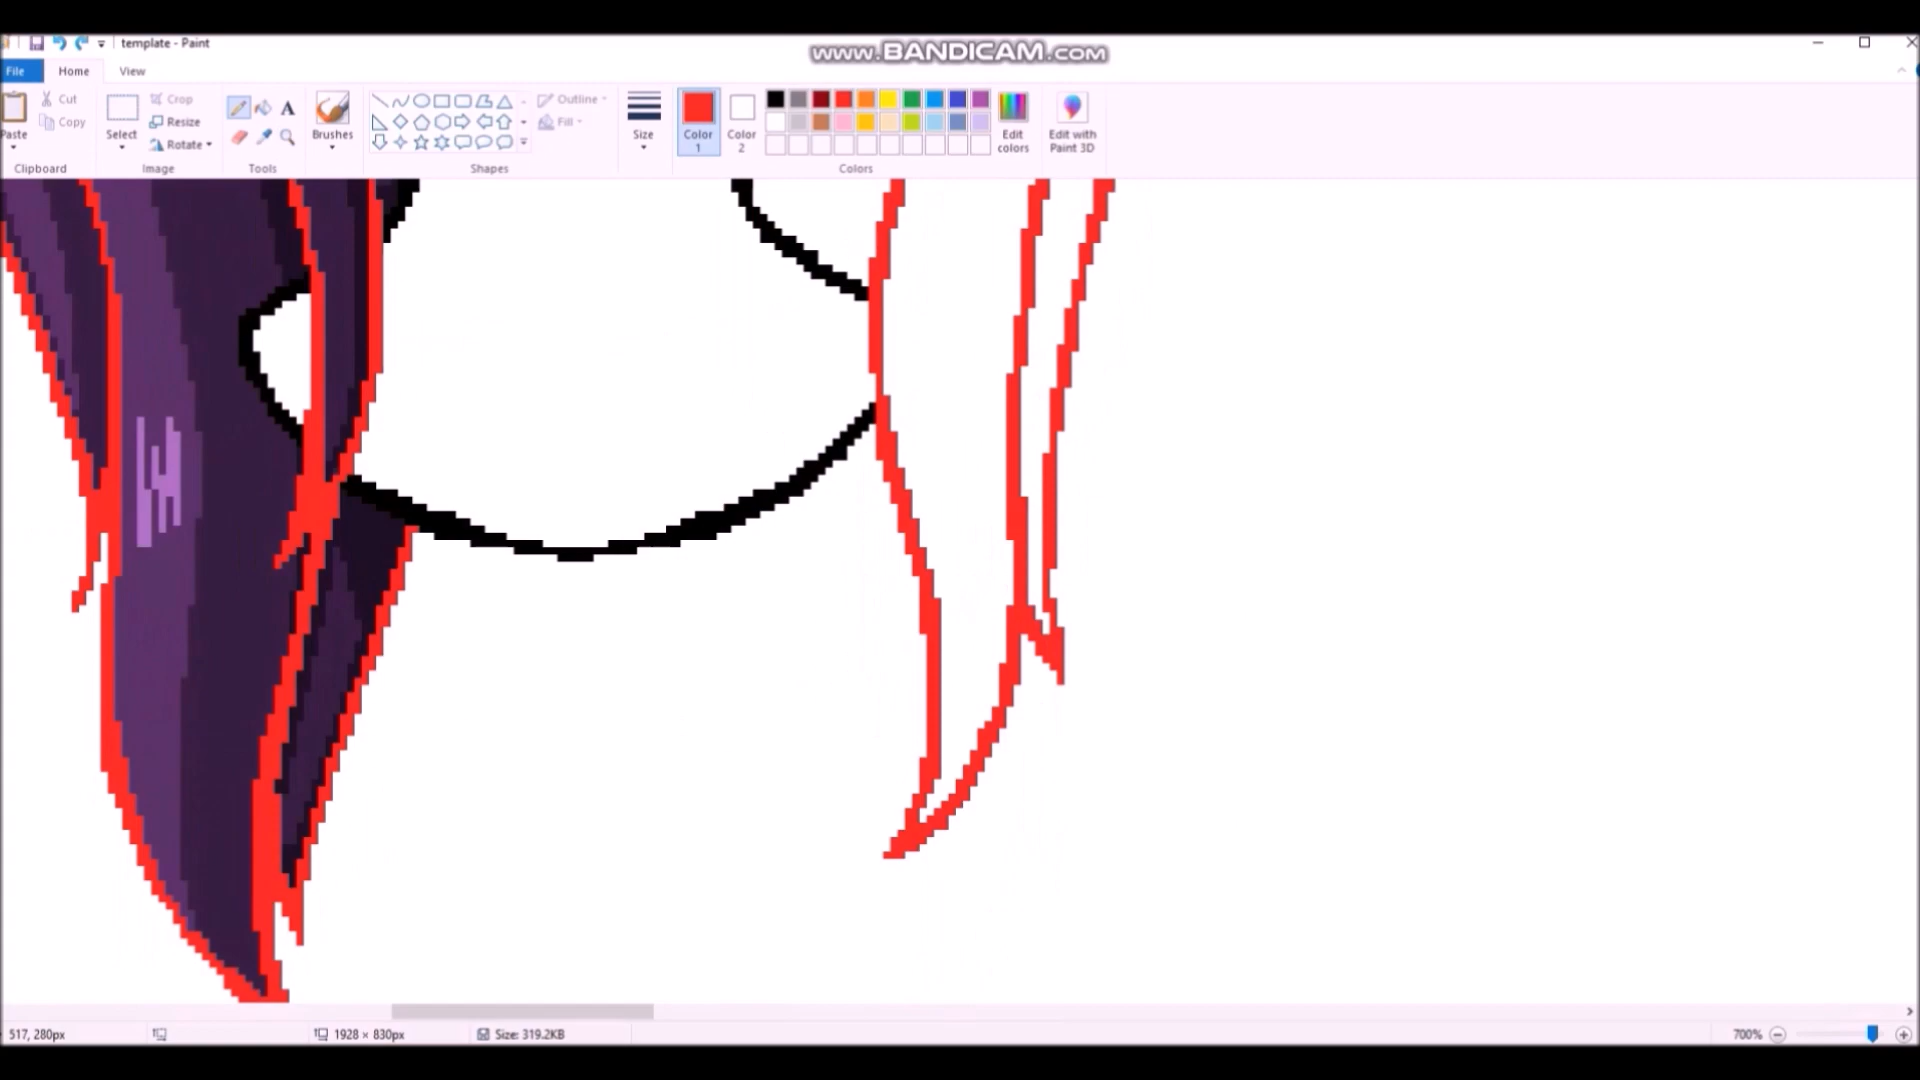 template - Paint
www.BANDICAM.com
File Home View
Cut
Copy
Paste
Clipboard
Select
Crop
Resize
Rotate
Image
A
Tools
Brushes
Outline
Fill
Shapes
Size
Color 1
Color 2
Colors
Edit colors
Edit with Paint 3D
517, 280px
1928 × 830px
Size: 319.2KB
700%